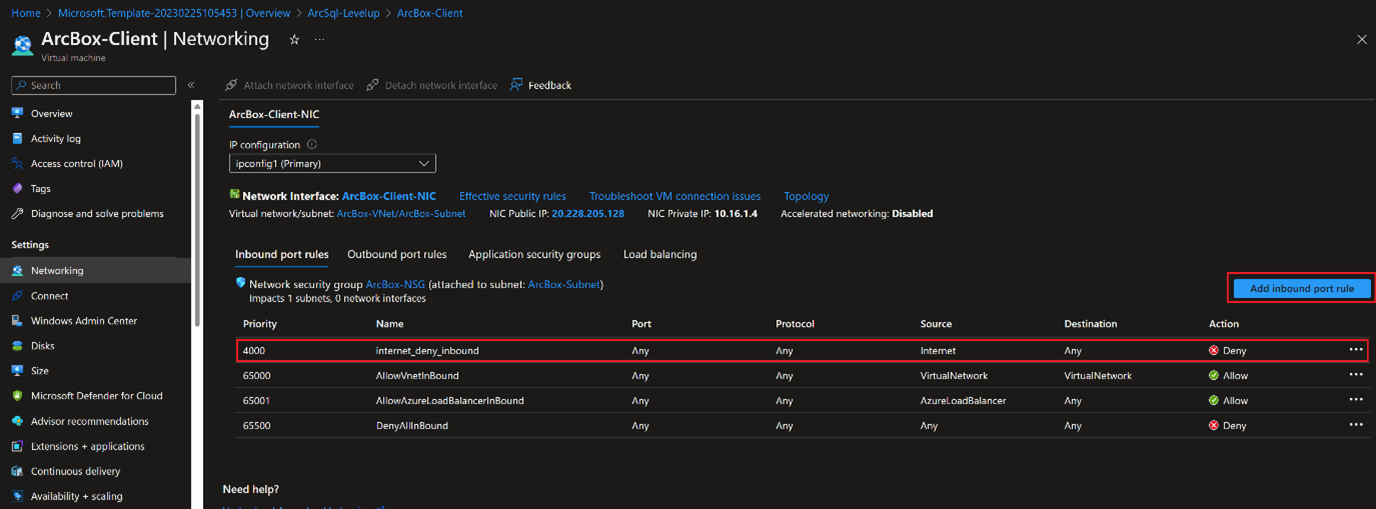 Home > Microsoft.Template-20230225105453 | Overview > ArcSql-Levelup > ArcBox-Client
ArcBox-Client | Networking
Virtual machine
Search
Attach network interface Detach network interface Feedback
Overview
Activity log
Access control (IAM)
Tags
Diagnose and solve problems
Settings
Networking
Connect
Windows Admin Center
Disks
Size
Microsoft Defender for Cloud
Advisor recommendations
Extensions + applications
Continuous delivery
Availability + scaling
ArcBox-Client-NIC
IP configuration
ipconfig1 (Primary)
Network Interface: ArcBox-Client-NIC Effective security rules Troubleshoot VM connection issues Topology
Virtual network/subnet: ArcBox-VNet/ArcBox-Subnet NIC Public IP: 20.228.205.128 NIC Private IP: 10.16.1.4 Accelerated networking: Disabled
Inbound port rules Outbound port rules Application security groups Load balancing
Network security group ArcBox-NSG (attached to subnet: ArcBox-Subnet)
Impacts 1 subnets, 0 network interfaces
Add inbound port rule
Priority Name Port Protocol Source Destination Action
4000 internet_deny_inbound Any Any Internet Any Deny
65000 AllowVnetInBound Any Any VirtualNetwork VirtualNetwork Allow
65001 AllowAzureLoadBalancerInBound Any Any AzureLoadBalancer Any Allow
65500 DenyAllInBound Any Any Any Any Deny
Need help?